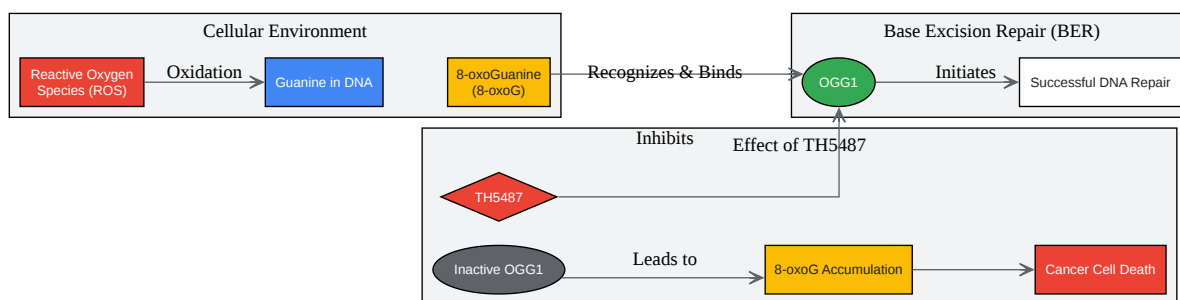 Cellular Environment
Reactive Oxygen
Species (ROS)
Oxidation
Guanine in DNA
8-oxoGuanine
(8-oxoG)
Recognizes & Binds
Base Excision Repair (BER)
OGG1
Initiates
Successful DNA Repair
Inhibits
Effect of TH5487
TH5487
Inactive OGG1
Leads to
8-oxoG Accumulation
Cancer Cell Death